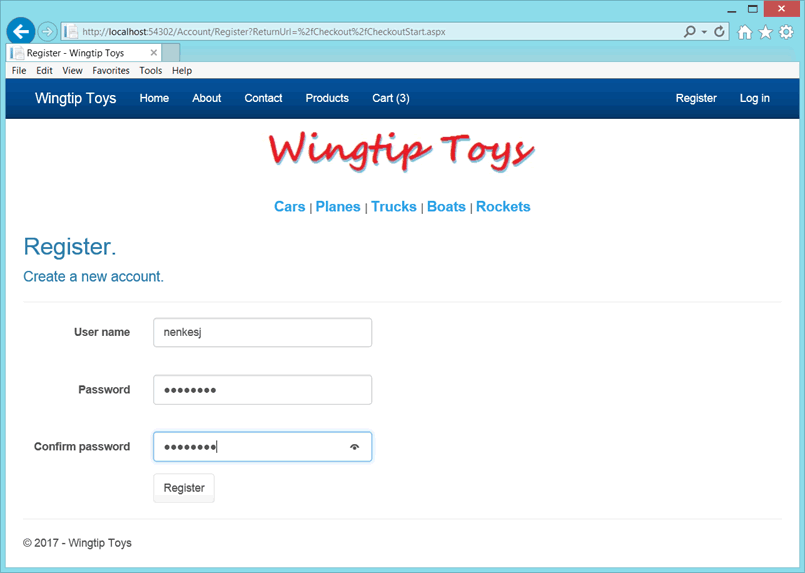 http://localhost:54302/Account/Register?ReturnUrl=%2fCheckout%2fCheckoutStart.aspx
Register - Wingtip Toys
File Edit View Favorites Tools Help
Wingtip Toys Home About Contact Products Cart (3) Register Log in
Wingtip Toys
Cars | Planes | Trucks | Boats | Rockets
Register.
Create a new account.
User name nenkesj
Password ●●●●●●●●
Confirm password ●●●●●●●●
Register
© 2017 - Wingtip Toys